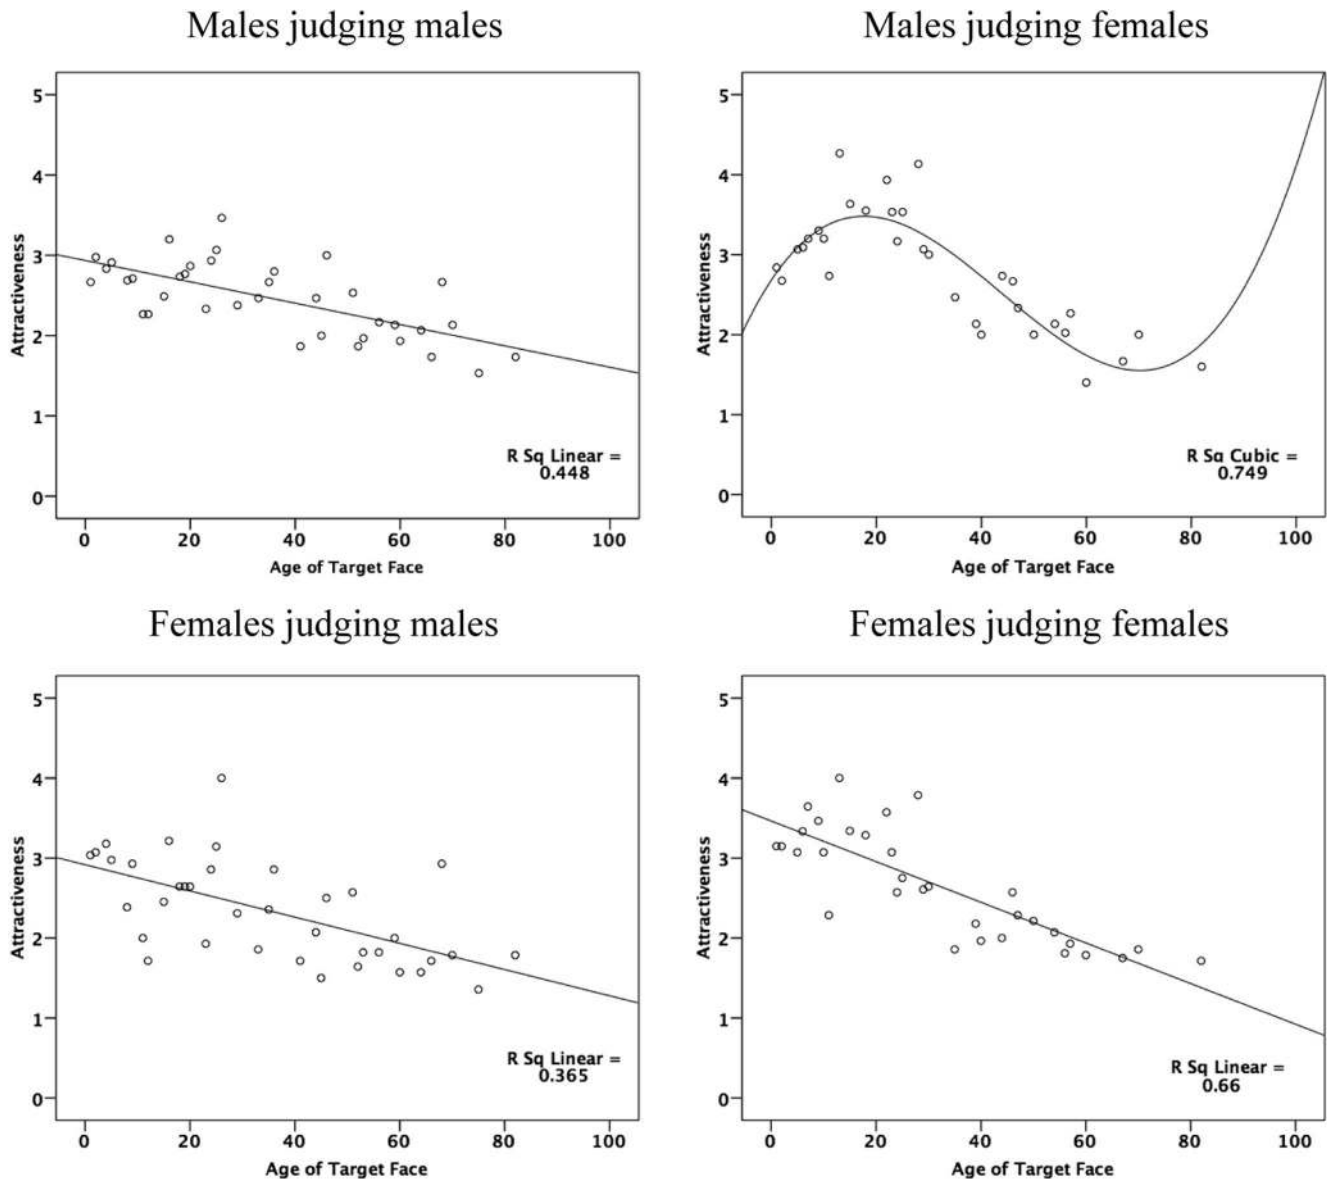 Males judging males
Males judging females
5
4
3
2
1
0
Attractiveness
R Sq Linear =
0.448
0 20 40 60 80 100
Age of Target Face
5
4
3
2
1
0
Attractiveness
R Sq Cubic =
0.749
0 20 40 60 80 100
Age of Target Face
Females judging males
Females judging females
5
4
3
2
1
0
Attractiveness
R Sq Linear =
0.365
0 20 40 60 80 100
Age of Target Face
5
4
3
2
1
0
Attractiveness
R Sq Linear =
0.66
0 20 40 60 80 100
Age of Target Face